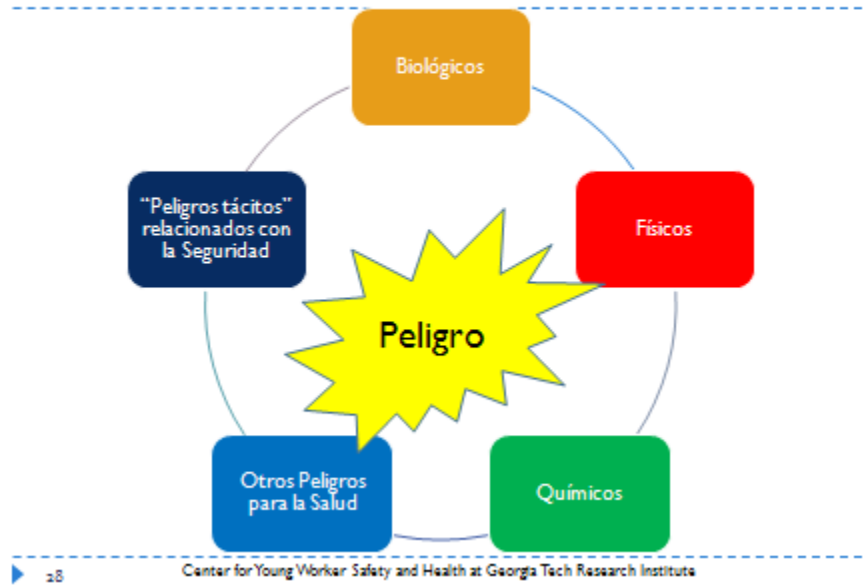 Biológicos
"Peligros tácitos"
relacionados con
la Seguridad
Físicos
Peligro
Otros Peligros
para la Salud
Químicos
28
Center for Young Worker Safety and Health at Georgia Tech Research Institute